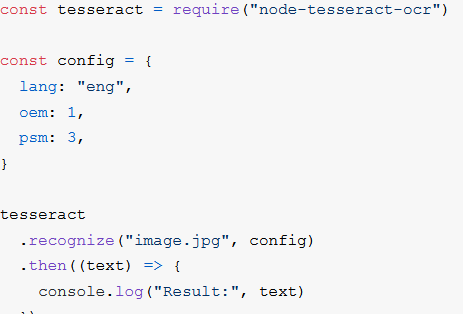 const tesseract = require("node-tesseract-ocr")
const config = {
lang: "eng",
oem: 1,
psm: 3,
}
tesseract
.recognize("image.jpg", config)
.then((text) => {
console.log("Result:", text)
})